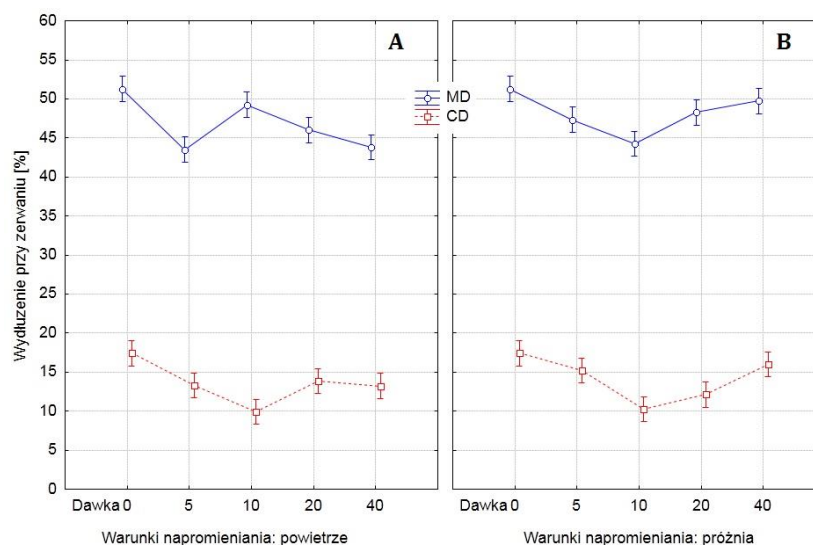 A
B
60
55
50
45
40
35
30
25
20
15
10
5
0
Wydłużenie przy zerwaniu [%]
MD
CD
Dawka 0 5 10 20 40
Dawka 0 5 10 20 40
Warunki napromieniania: powietrze
Warunki napromieniania: próżnia